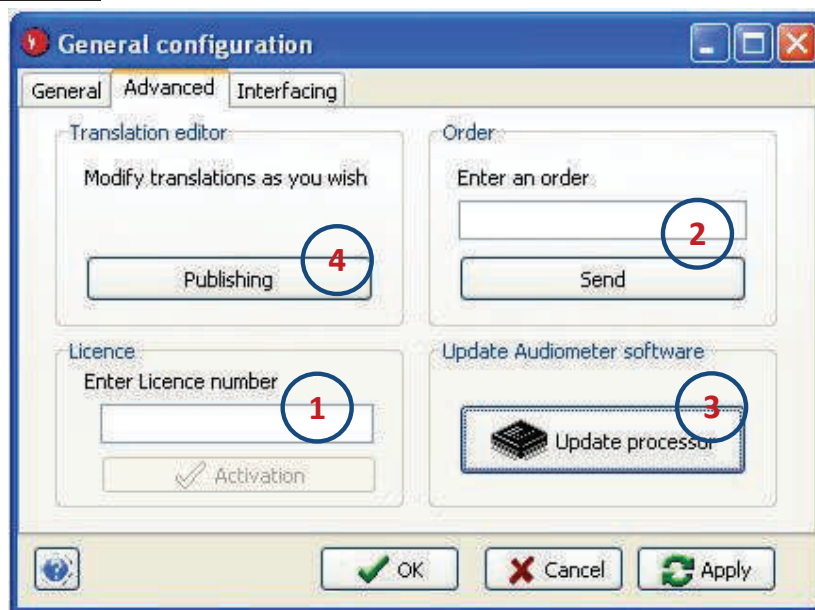 General configuration
General Advanced Interfacing
Translation editor
Modify translations as you wish
4
Publishing
Order
Enter an order
2
Send
Licence
Enter Licence number
1
Activation
Update Audiometer software
3
Update processor
? OK Cancel Apply